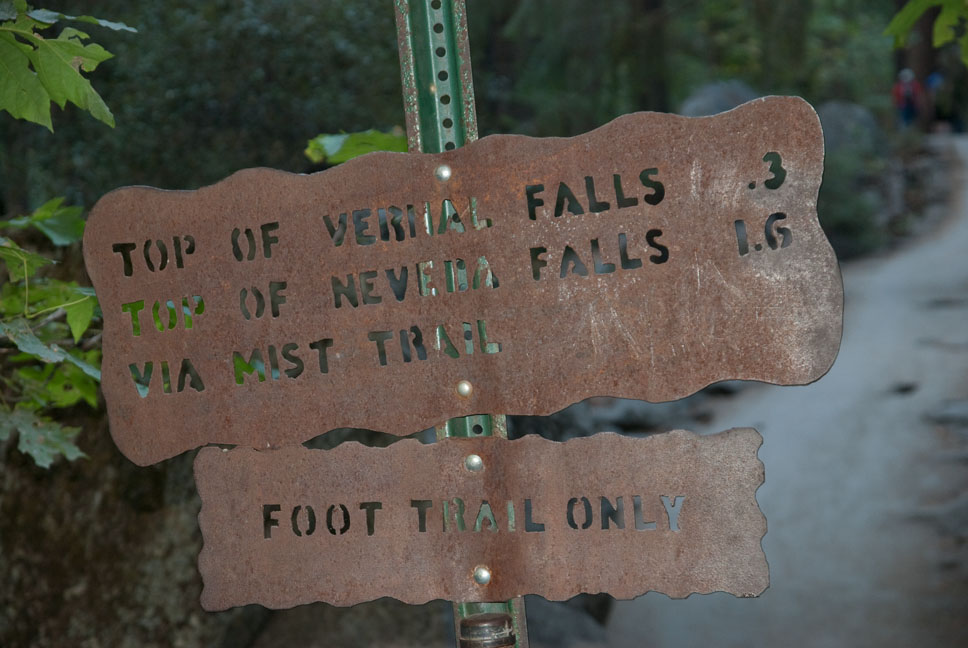 TOP OF VERNAL FALLS .3
TOP OF NEVEDA FALLS 1.6
VIA MIST TRAIL
FOOT TRAIL ONLY